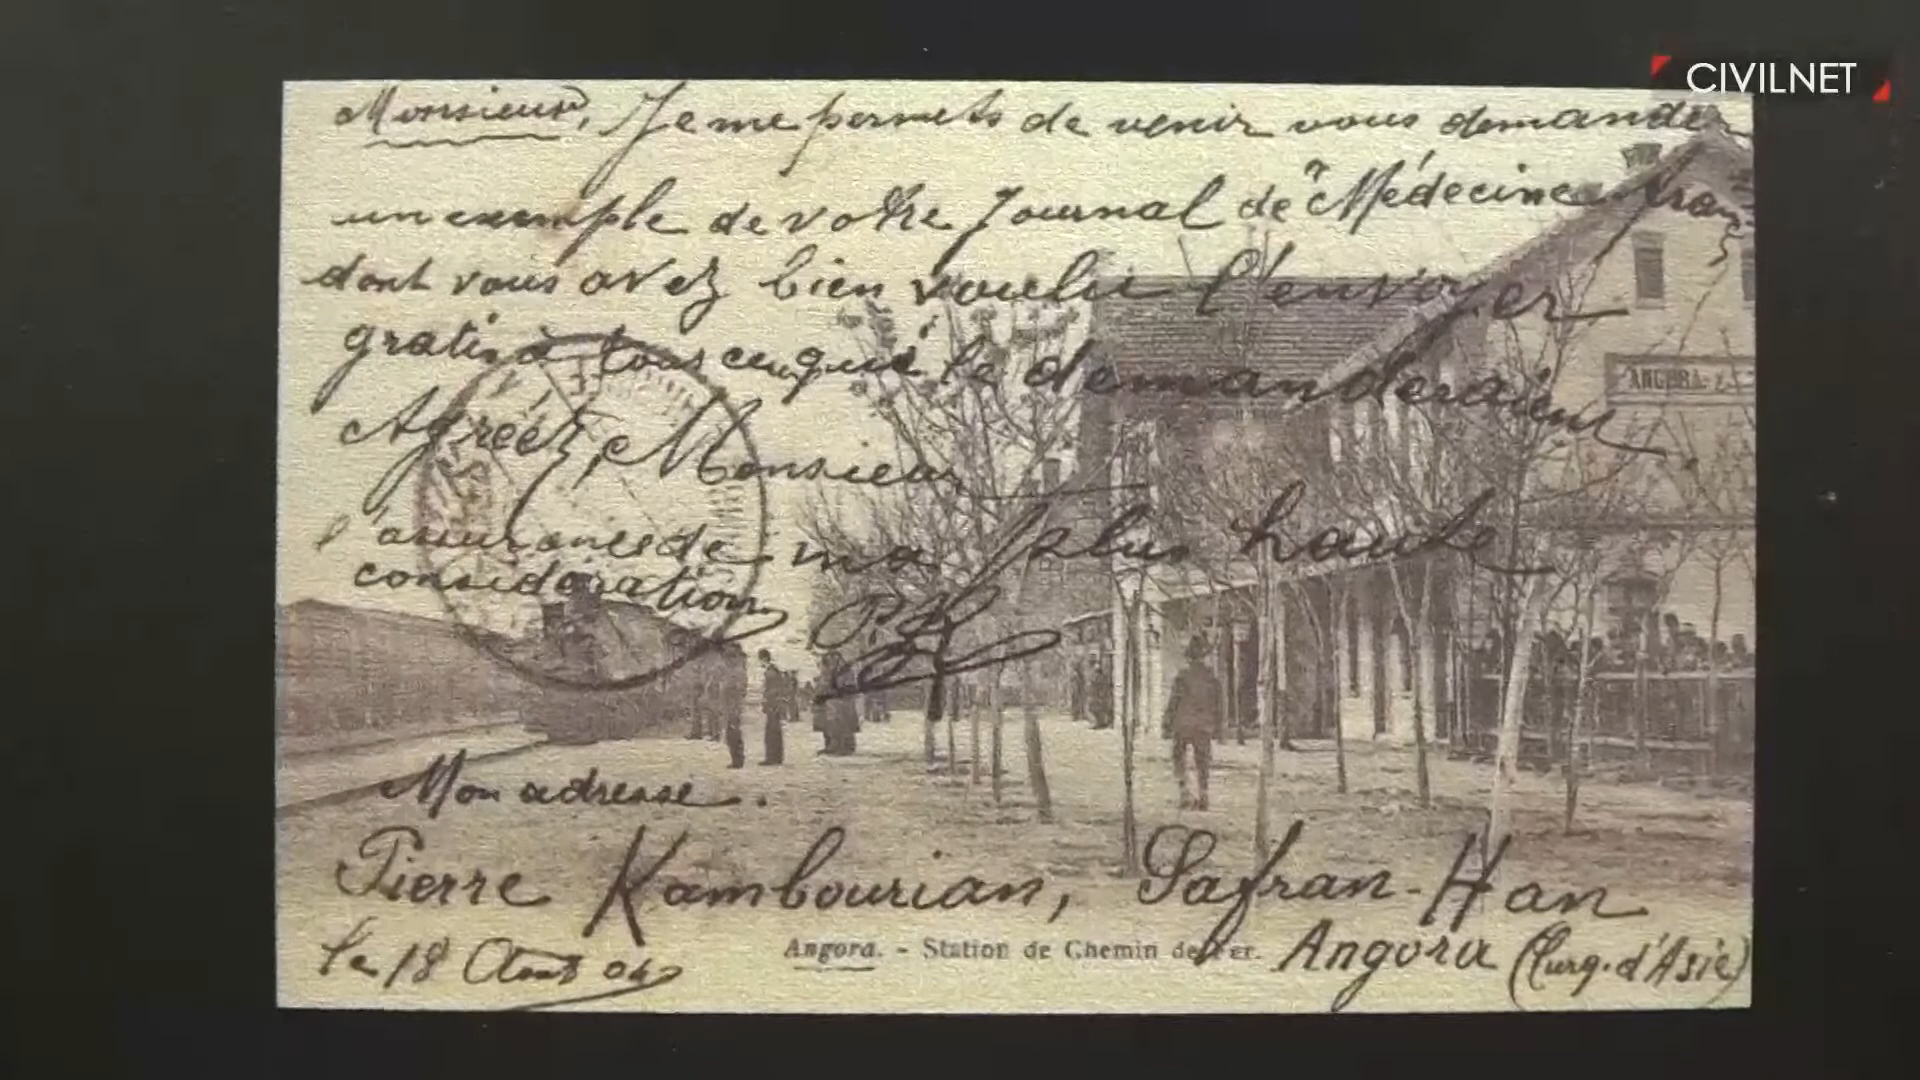 CIVILNET
Monsieur, Je me permets de venir vous demander
un exemple de votre Journal de "Médecine
dont vous avez bien voulu l'envoyer
gratis à tous ceux qui le demanderaient
Agréez, Monsieur
l'assurance de ma plus haute
considération P.K
ANGORA
Mon adresse.
Pierre Kambourian, Safran-Han
Angora. - Station de Chemin de Fer.
Angora (Turq. d'Asie)
le 18 Août 04